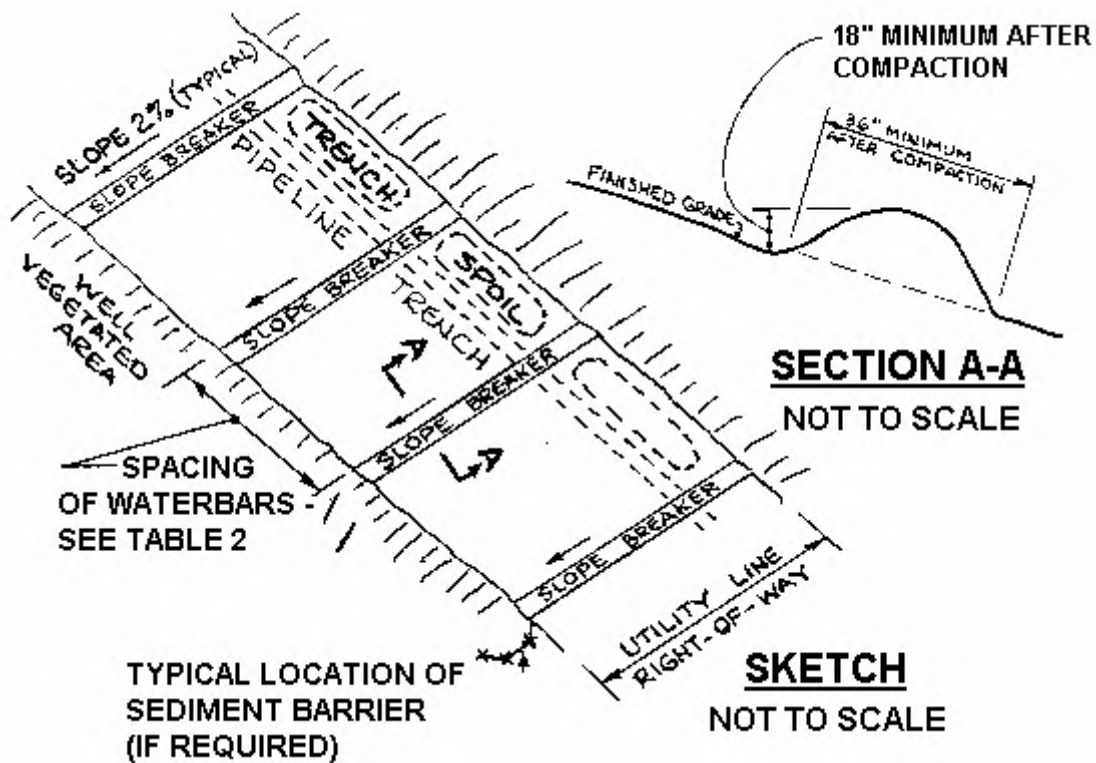 18" MINIMUM AFTER
COMPACTION
36" MINIMUM
AFTER COMPACTION
FINISHED GRADE
SECTION A-A
NOT TO SCALE
SLOPE 2% (TYPICAL)
SLOPE BREAKER
TRENCH
PIPELINE
SLOPE BREAKER
SPOIL
TRENCH
WELL
VEGETATED
AREA
A
SLOPE BREAKER
A
SLOPE BREAKER
SPACING
OF WATERBARS -
SEE TABLE 2
UTILITY LINE
RIGHT-OF-WAY
TYPICAL LOCATION OF
SEDIMENT BARRIER
(IF REQUIRED)
SKETCH
NOT TO SCALE